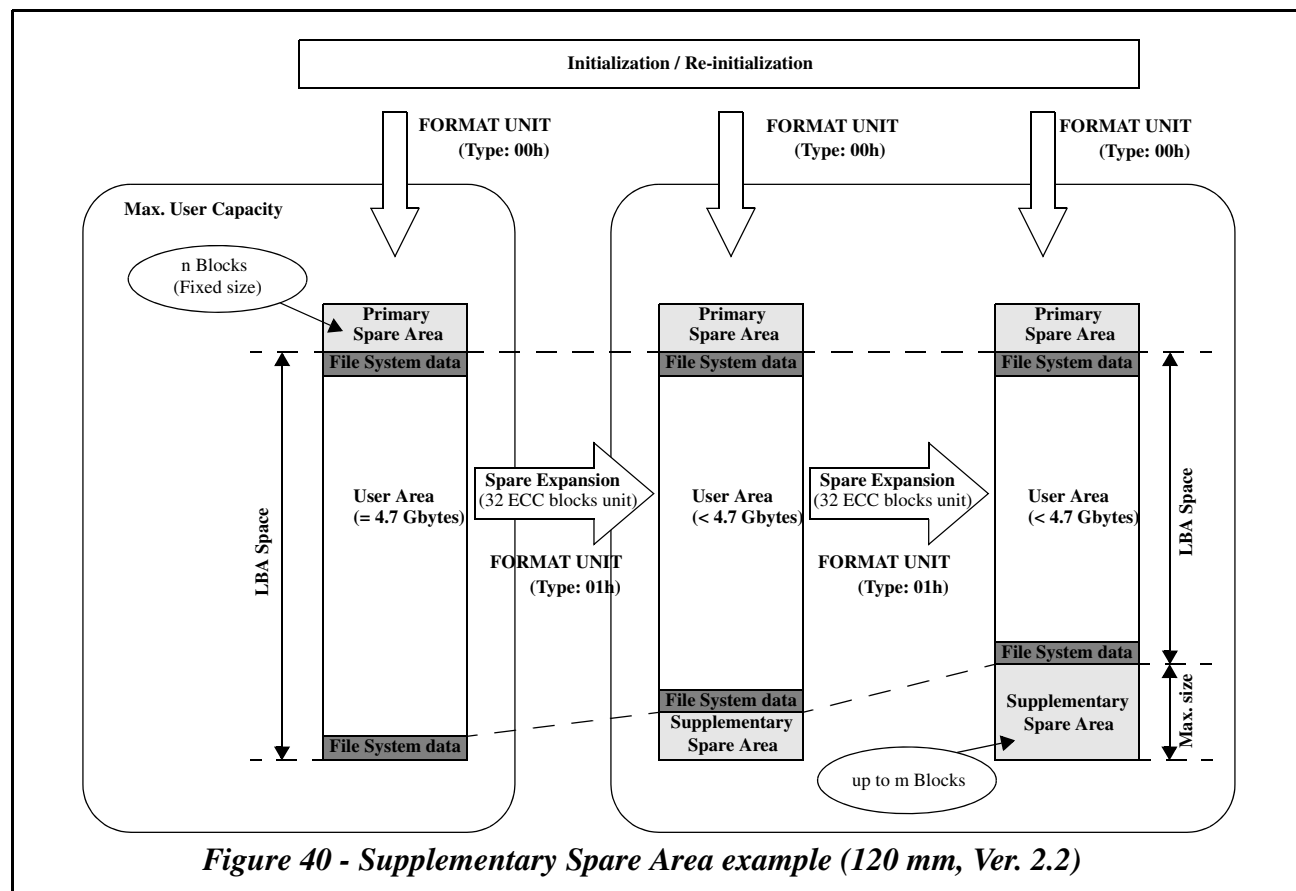 Initialization / Re-initialization
FORMAT UNIT
(Type: 00h)
FORMAT UNIT
(Type: 00h)
FORMAT UNIT
(Type: 00h)
Max. User Capacity
n Blocks
(Fixed size)
Primary
Spare Area
File System data
User Area
(= 4.7 Gbytes)
File System data
LBA Space
Spare Expansion
(32 ECC blocks unit)
FORMAT UNIT
(Type: 01h)
Primary
Spare Area
File System data
User Area
(< 4.7 Gbytes)
File System data
Supplementary
Spare Area
Spare Expansion
(32 ECC blocks unit)
FORMAT UNIT
(Type: 01h)
Primary
Spare Area
File System data
User Area
(< 4.7 Gbytes)
File System data
Supplementary
Spare Area
LBA Space
Max. size
up to m Blocks
Figure 40 - Supplementary Spare Area example (120 mm, Ver. 2.2)